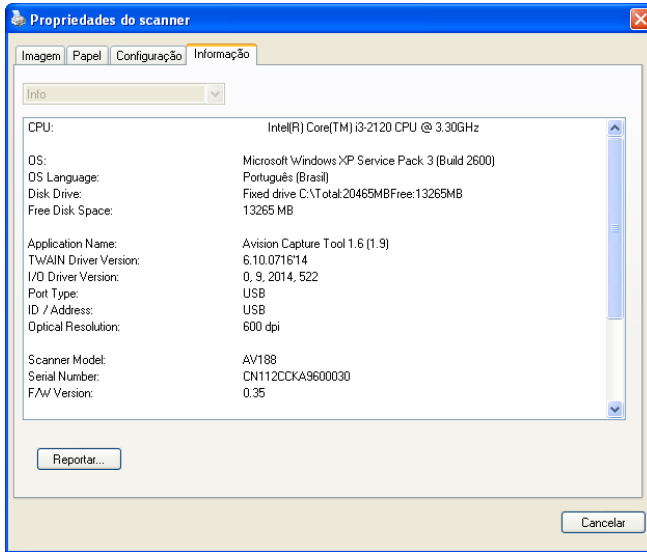 Propriedades do scanner
Imagem Papel Configuração Informação
Info
CPU: Intel(R) Core(TM) i3-2120 CPU @ 3.30GHz
OS: Microsoft Windows XP Service Pack 3 (Build 2600)
OS Language: Português (Brasil)
Disk Drive: Fixed drive C:\Total:20465MBFree:13265MB
Free Disk Space: 13265 MB
Application Name: Avision Capture Tool 1.6 (1.9)
TWAIN Driver Version: 6.10.0716'14
I/O Driver Version: 0, 9, 2014, 522
Port Type: USB
ID / Address: USB
Optical Resolution: 600 dpi
Scanner Model: AV188
Serial Number: CN112CCKA9600030
F/W Version: 0.35
Reportar...
Cancelar